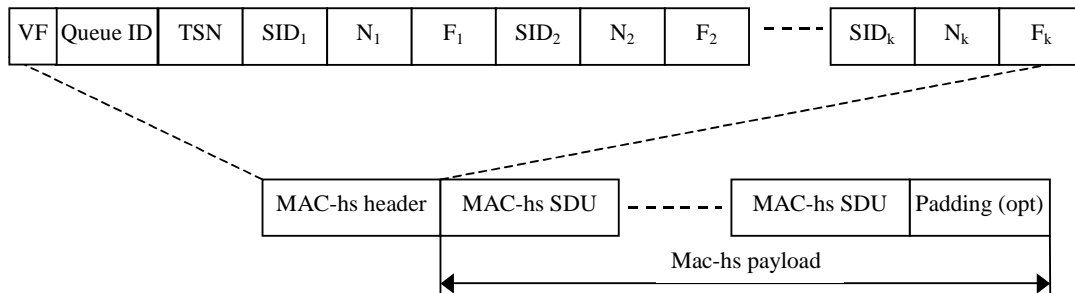 VF Queue ID TSN SID₁ N₁ F₁ SID₂ N₂ F₂ SIDₖ Nₖ Fₖ
MAC-hs header MAC-hs SDU MAC-hs SDU Padding (opt)
Mac-hs payload